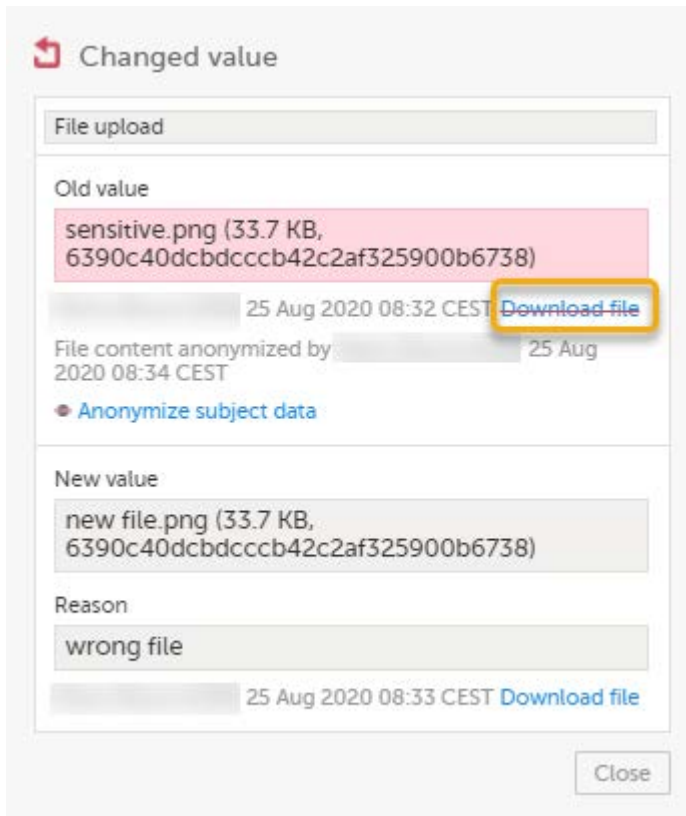 Changed value
File upload
Old value
sensitive.png (33.7 KB,
6390c40dcbdcccb42c2af325900b6738)
25 Aug 2020 08:32 CEST Download file
File content anonymized by 25 Aug
2020 08:34 CEST
Anonymize subject data
New value
new file.png (33.7 KB,
6390c40dcbdcccb42c2af325900b6738)
Reason
wrong file
25 Aug 2020 08:33 CEST Download file
Close